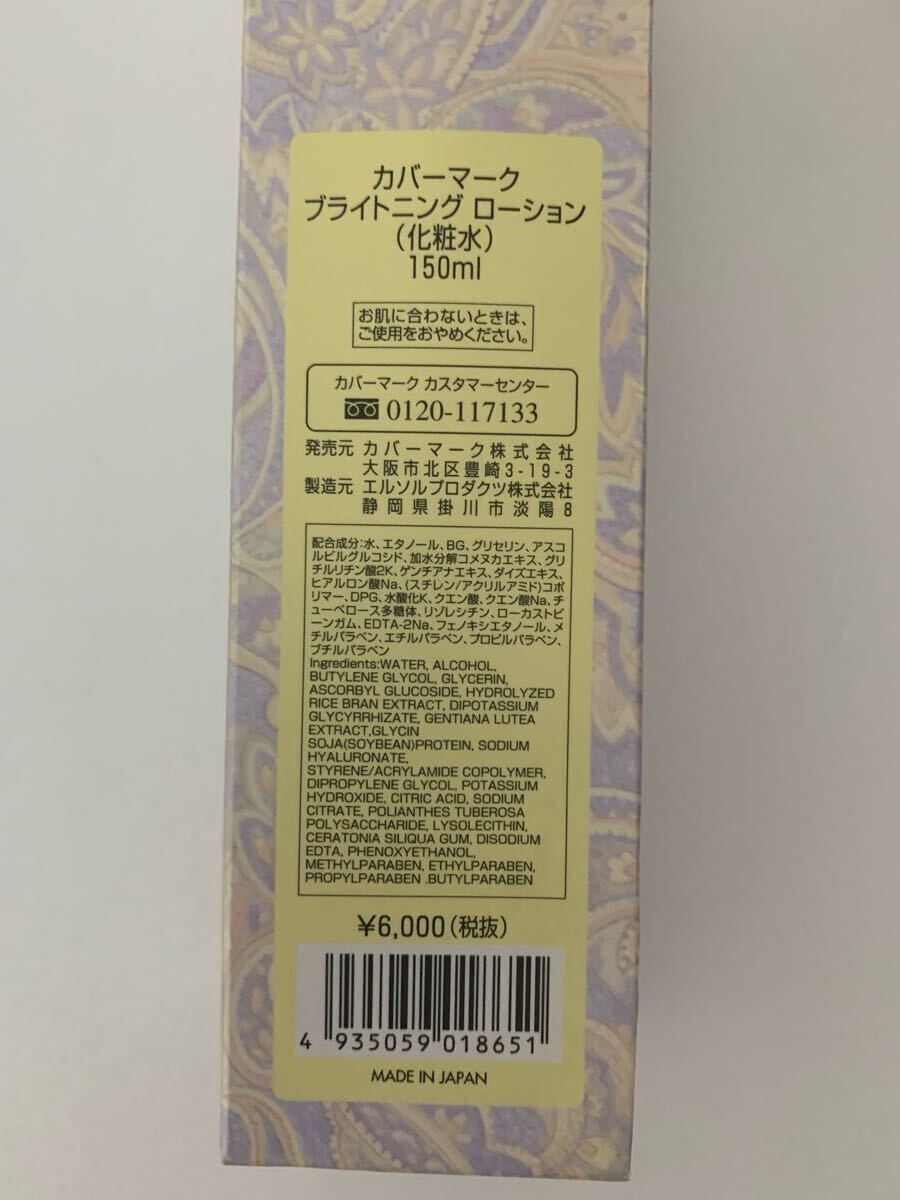 カバーマーク
ブライトニング ローション
(化粧水)
150ml
お肌に合わないときは、
ご使用をおやめください。
カバーマーク カスタマーセンター
0120-117133
発売元 カバーマーク株式会社
大阪市北区豊崎3-19-3
製造元 エルソルプロダクツ株式会社
静岡県掛川市淡陽8
配合成分:水、エタノール、BG、グリセリン、アスコ
ルビルグルコシド、加水分解コメヌカエキス、グリ
チルリチン酸2K、ゲンチアナエキス、ダイズエキス、
ヒアルロン酸Na、(スチレン/アクリルアミド)コポ
リマー、DPG、水酸化K、クエン酸、クエン酸Na、チ
ューベロース多糖体、リゾレシチン、ローカストビ
ーンガム、EDTA-2Na、フェノキシエタノール、メ
チルパラベン、エチルパラベン、プロピルパラベン、
ブチルパラベン
Ingredients:WATER, ALCOHOL,
BUTYLENE GLYCOL, GLYCERIN,
ASCORBYL GLUCOSIDE, HYDROLYZED
RICE BRAN EXTRACT, DIPOTASSIUM
GLYCYRRHIZATE, GENTIANA LUTEA
EXTRACT,GLYCIN
SOJA(SOYBEAN)PROTEIN, SODIUM
HYALURONATE,
STYRENE/ACRYLAMIDE COPOLYMER,
DIPROPYLENE GLYCOL, POTASSIUM
HYDROXIDE, CITRIC ACID, SODIUM
CITRATE, POLIANTHES TUBEROSA
POLYSACCHARIDE, LYSOLECITHIN,
CERATONIA SILIQUA GUM, DISODIUM
EDTA, PHENOXYETHANOL,
METHYLPARABEN, ETHYLPARABEN,
PROPYLPARABEN .BUTYLPARABEN
¥6,000(税抜)
4 935059 018651
MADE IN JAPAN